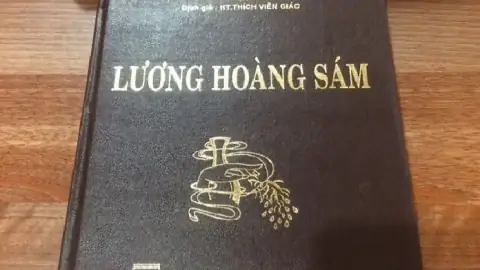 Dịch giả : HT.THÍCH VIÊN GIÁC
LƯƠNG HOÀNG SÁM